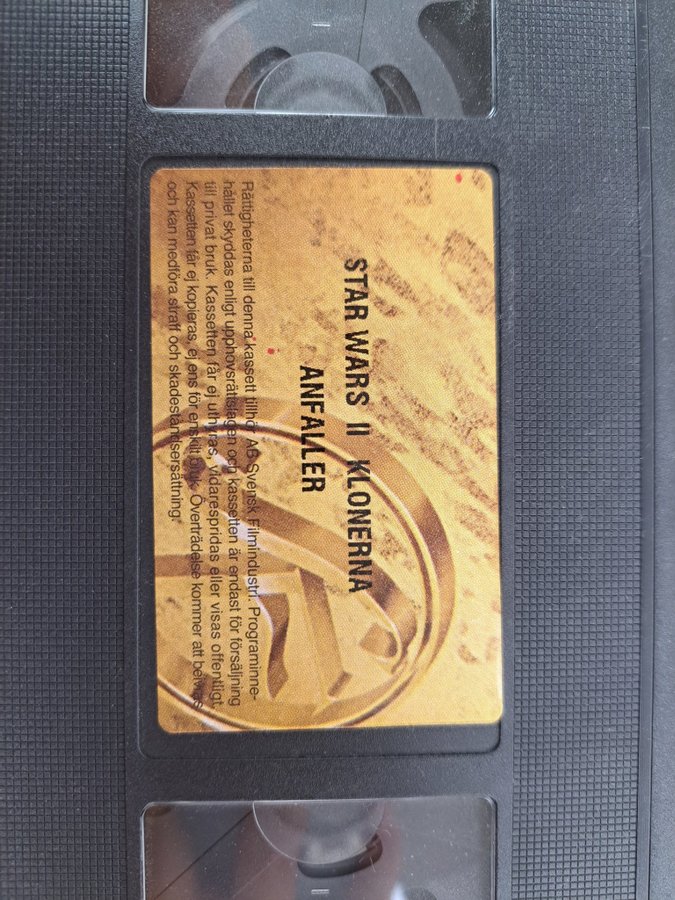 STAR WARS II KLONERNA
ANFALLER
Rättigheterna till denna kassett tillhör AB Svensk Filmindustri. Programinne-
hållet skyddas enligt upphovsrättslagen och kassetten är endast för försäljning
till privat bruk. Kassetten får ej uthyras, vidarespridas eller visas offentligt.
Kassetten får ej kopieras, ej ens för enskilt bruk. Överträdelse kommer att beivras
och kan medföra straff och skadeståndsersättning.